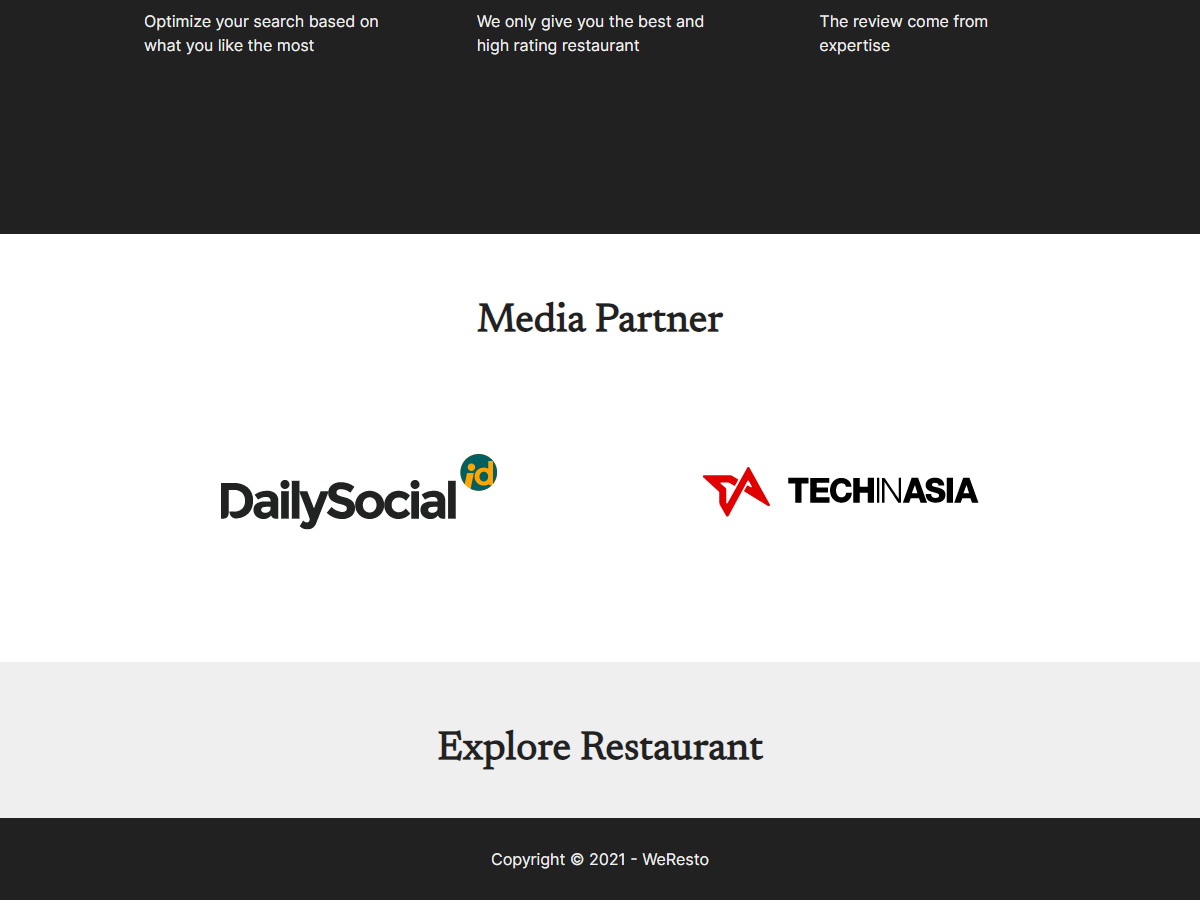 Optimize your search based on
what you like the most
We only give you the best and
high rating restaurant
The review come from
expertise
Media Partner
DailySocial id
TECHINASIA
Explore Restaurant
Copyright © 2021 - WeResto